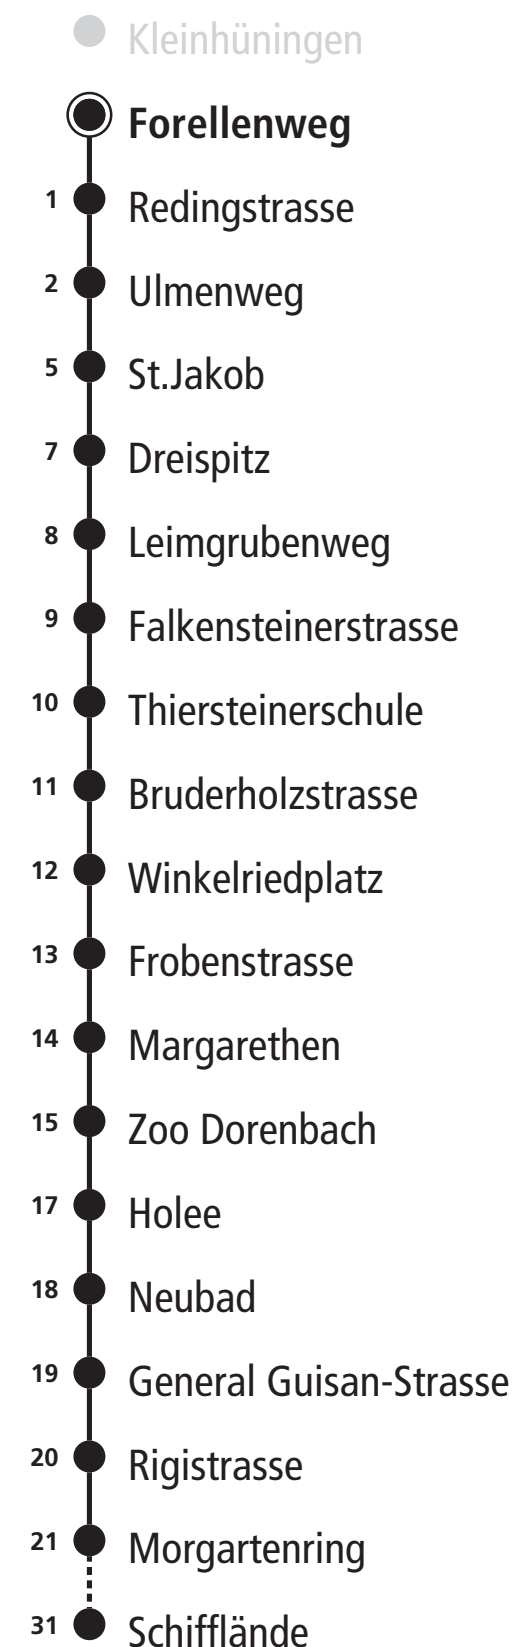 Kleinhüningen
Forellenweg
1 Redingstrasse
2 Ulmenweg
5 St.Jakob
7 Dreispitz
8 Leimgrubenweg
9 Falkensteinerstrasse
10 Thiersteinerschule
11 Bruderholzstrasse
12 Winkelriedplatz
13 Frobenstrasse
14 Margarethen
15 Zoo Dorenbach
17 Holee
18 Neubad
19 General Guisan-Strasse
20 Rigistrasse
21 Morgartenring
31 Schifflände